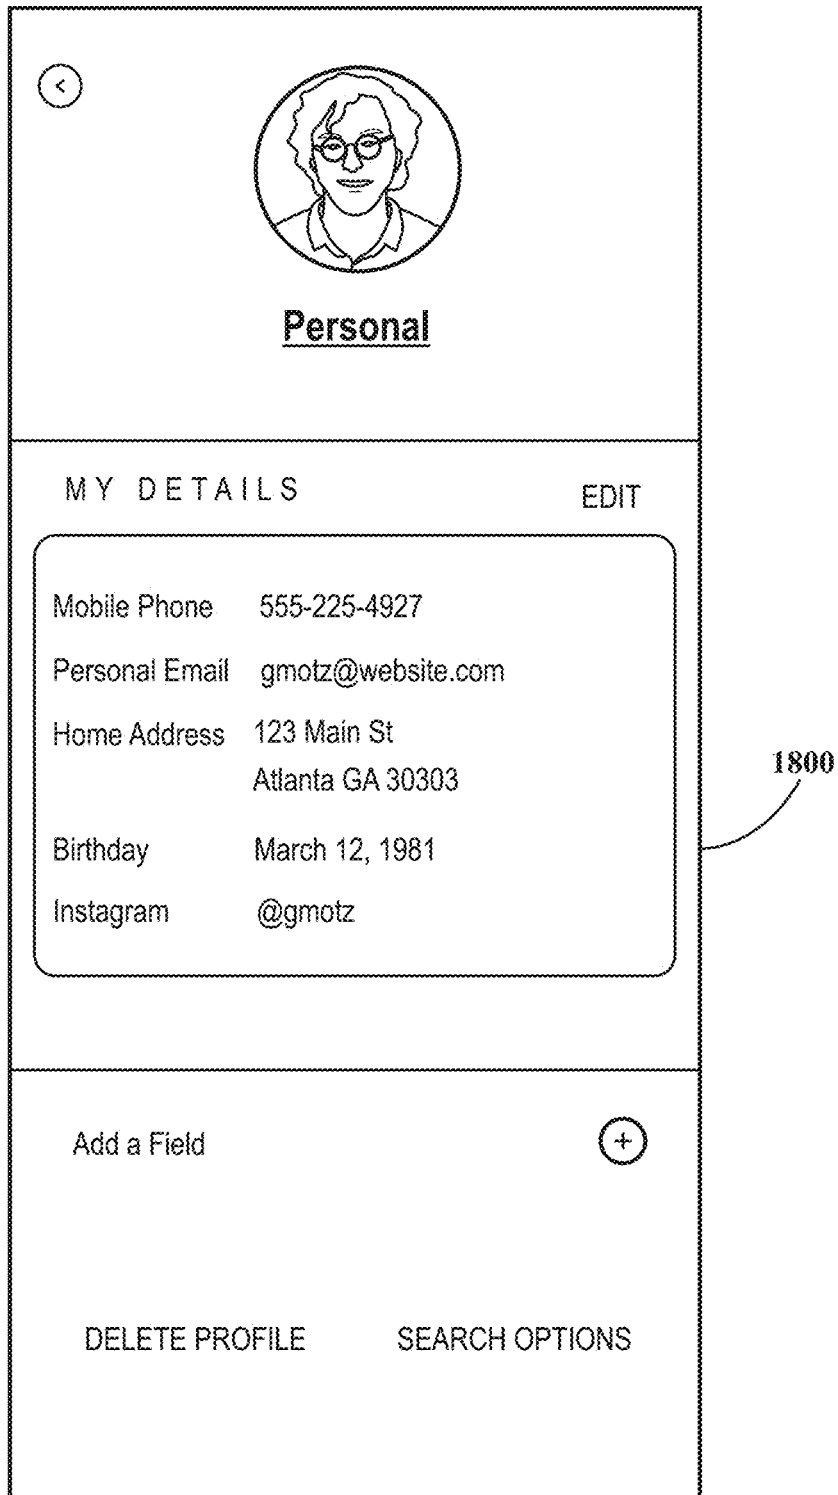 Personal
MY DETAILS
EDIT
Mobile Phone 555-225-4927
Personal Email gmotz@website.com
Home Address 123 Main St
Atlanta GA 30303
1800
Birthday March 12, 1981
Instagram @gmotz
Add a Field +
DELETE PROFILE SEARCH OPTIONS